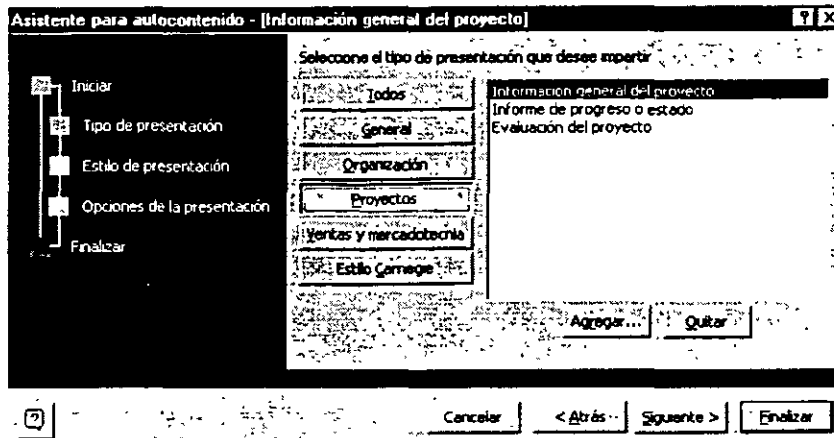 Asistente para autocontenido - [Información general del proyecto]
Seleccione el tipo de presentación que desee impartir
Iniciar
Tipo de presentación
Estilo de presentación
Opciones de la presentación
Finalizar
Todos
General
Organización
Proyectos
Ventas y mercadotecnia
Estilo Carnegie
Información general del proyecto
Informe de progreso o estado
Evaluación del proyecto
Agregar...
Quitar
Cancelar
< Atrás
Siguiente >
Finalizar